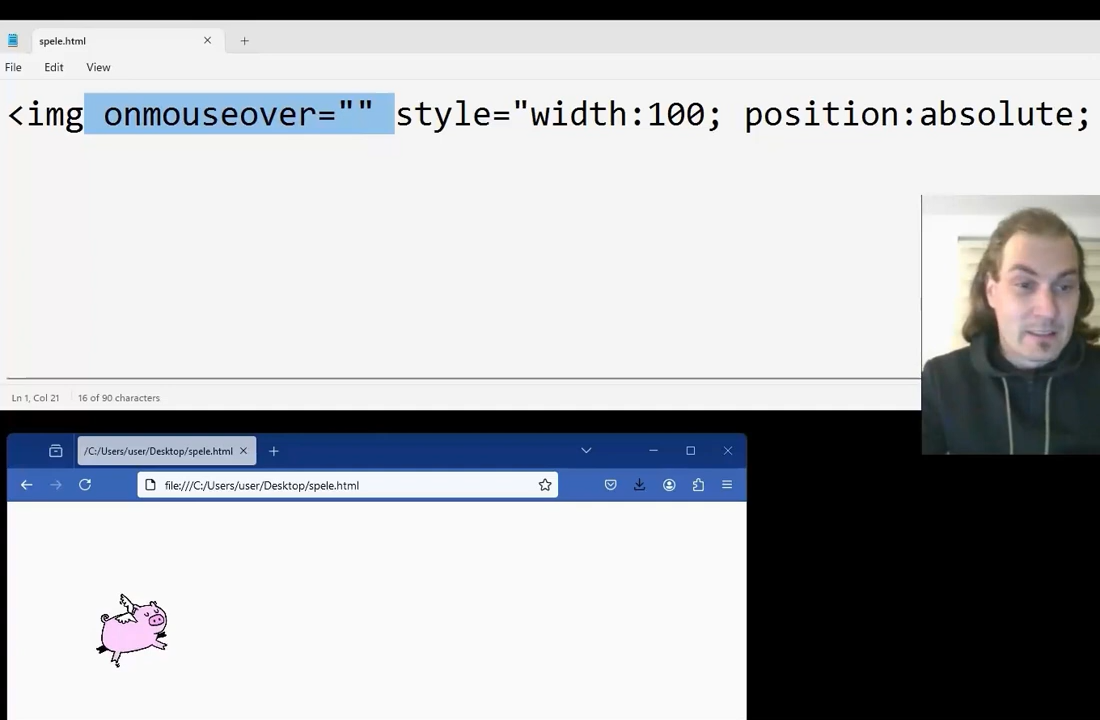 spele.html
File Edit View
<img onmouseover="" style="width:100; position:absolute;
Ln 1, Col 21 16 of 90 characters
/C:/Users/user/Desktop/spele.html
file:///C:/Users/user/Desktop/spele.html